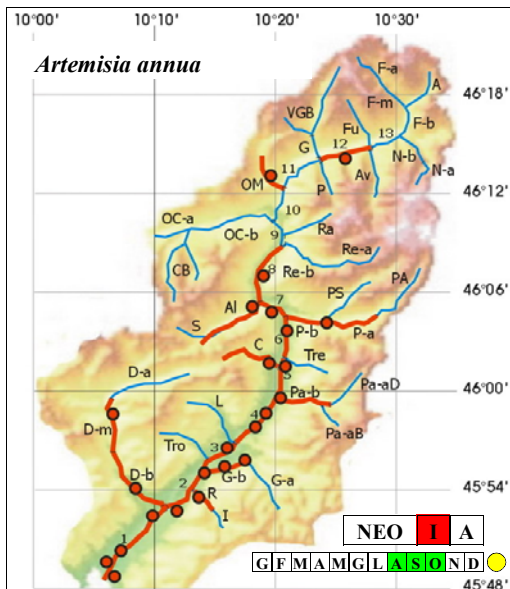 10°00' 10°10' 10°20' 10°30'
Artemisia annua
F-a
A
46°18'
VGB
F-m
F-b
Fu
13
G
12
N-b
11
Av
N-a
OM
P
46°12'
OC-a
10
Ra
OC-b
9
Re-a
CB
8
Re-b
PA
46°06'
PS
Al
7
S
P-b
P-a
6
C
Tre
5
D-a
46°00'
Pa-b
Pa-aD
L
D-m
4
Pa-aB
Tro
3
D-b
G-b
G-a
46°54'
2
R
I
1
NEO I A
G F M A M G L A S O N D
45°48'